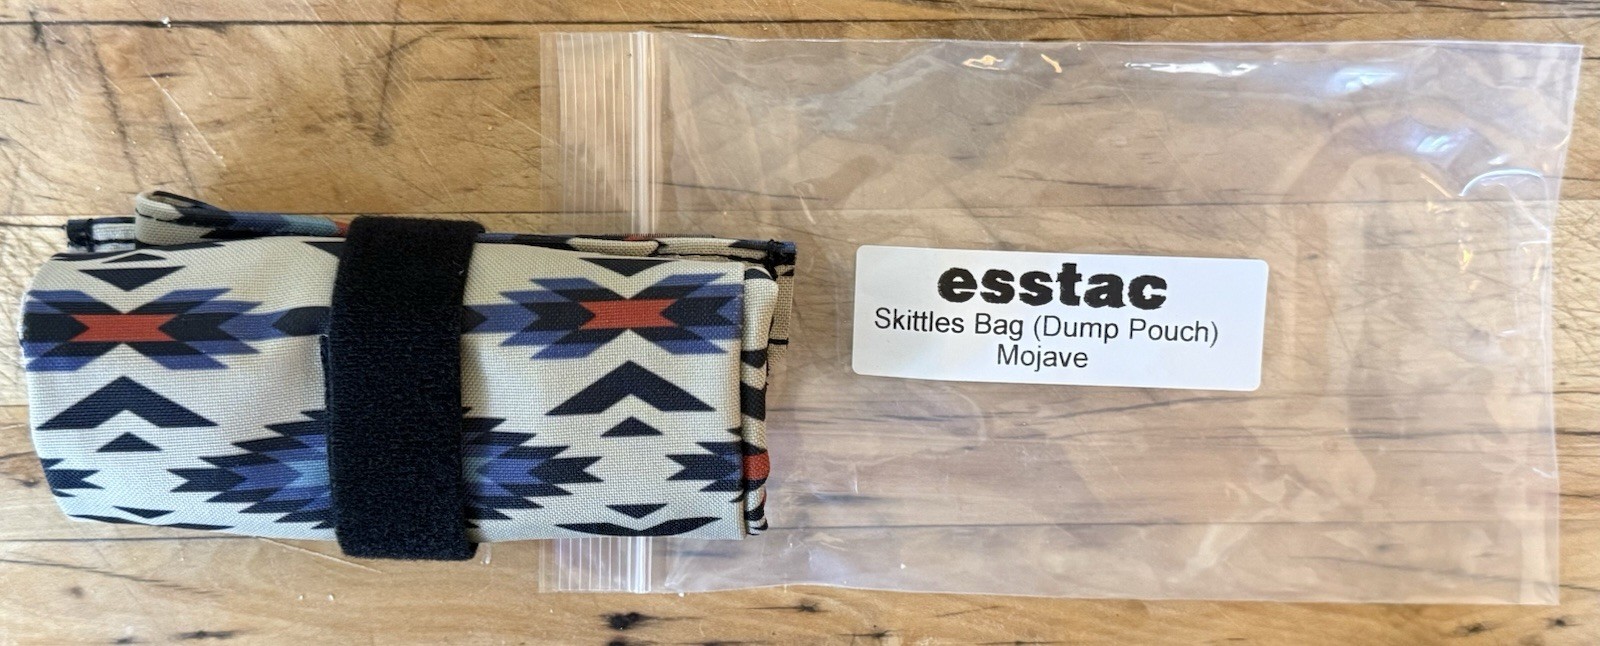 esstac
Skittles Bag (Dump Pouch)
Mojave